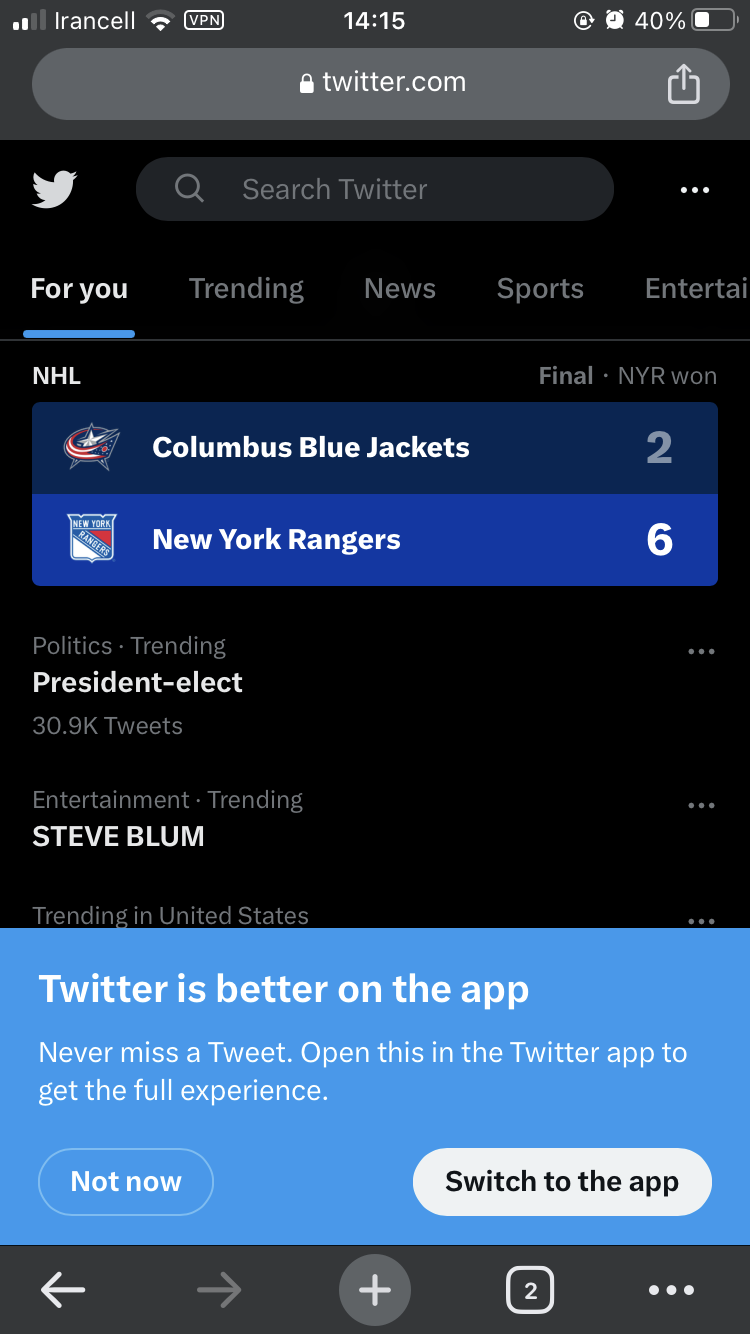 Irancell VPN 14:15 40%
twitter.com
Search Twitter
For you Trending News Sports Entertai
NHL Final · NYR won
Columbus Blue Jackets 2
NEW YORK
RANGERS
New York Rangers 6
Politics · Trending
President-elect
30.9K Tweets
Entertainment · Trending
STEVE BLUM
Trending in United States
Twitter is better on the app
Never miss a Tweet. Open this in the Twitter app to
get the full experience.
Not now Switch to the app
2